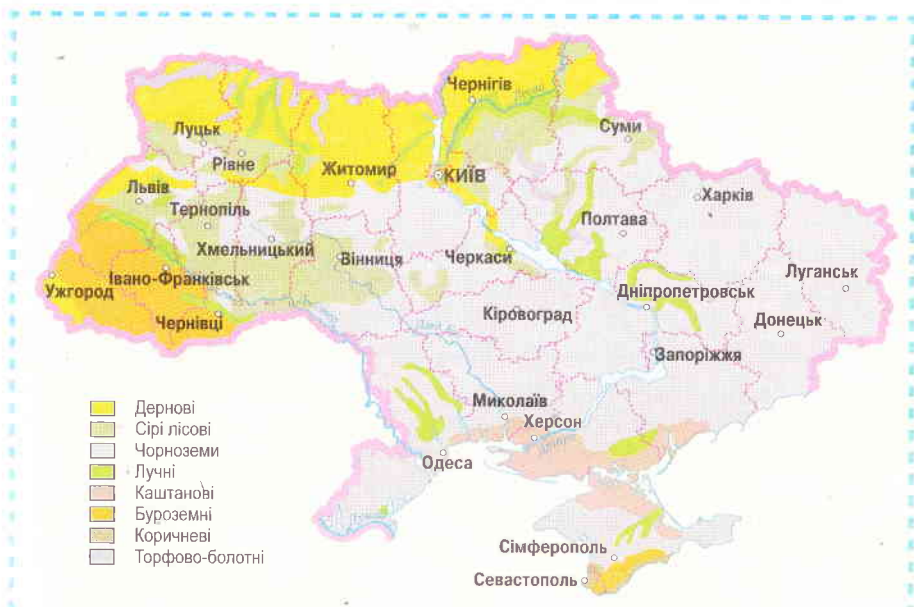 Чернігів
Десна
Суми
Луцьк
Рівне
Житомир
КИЇВ
Львів
Тернопіль
Харків
Полтава
Хмельницький
Вінниця
Черкаси
Луганськ
Івано-Франківськ
Ужгород
Дніпропетровськ
Кіровоград
Чернівці
Донецьк
Запоріжжя
Миколаїв
Херсон
Одеса
Сімферополь
Севастополь
Дернові
Сірі лісові
Чорноземи
Лучні
Каштанові
Буроземні
Коричневі
Торфово-болотні